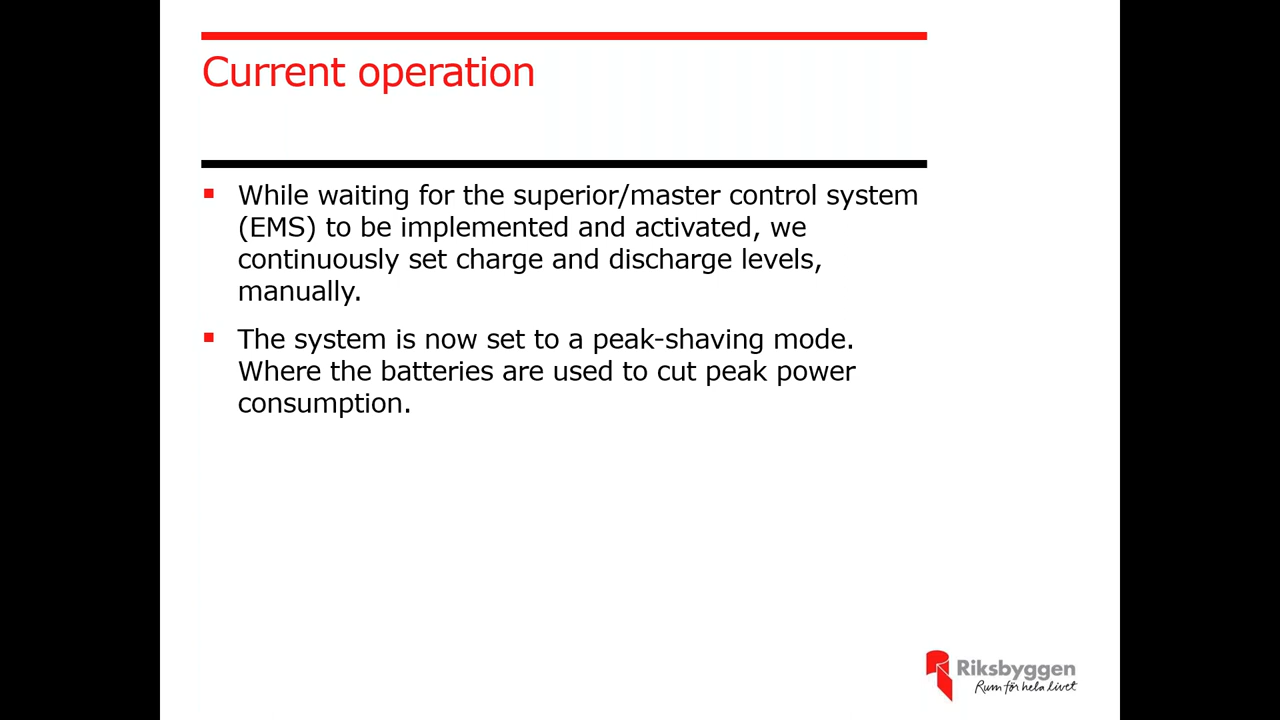 Current operation
While waiting for the superior/master control system
(EMS) to be implemented and activated, we
continuously set charge and discharge levels,
manually.
The system is now set to a peak-shaving mode.
Where the batteries are used to cut peak power
consumption.
Riksbyggen
Rum för hela livet